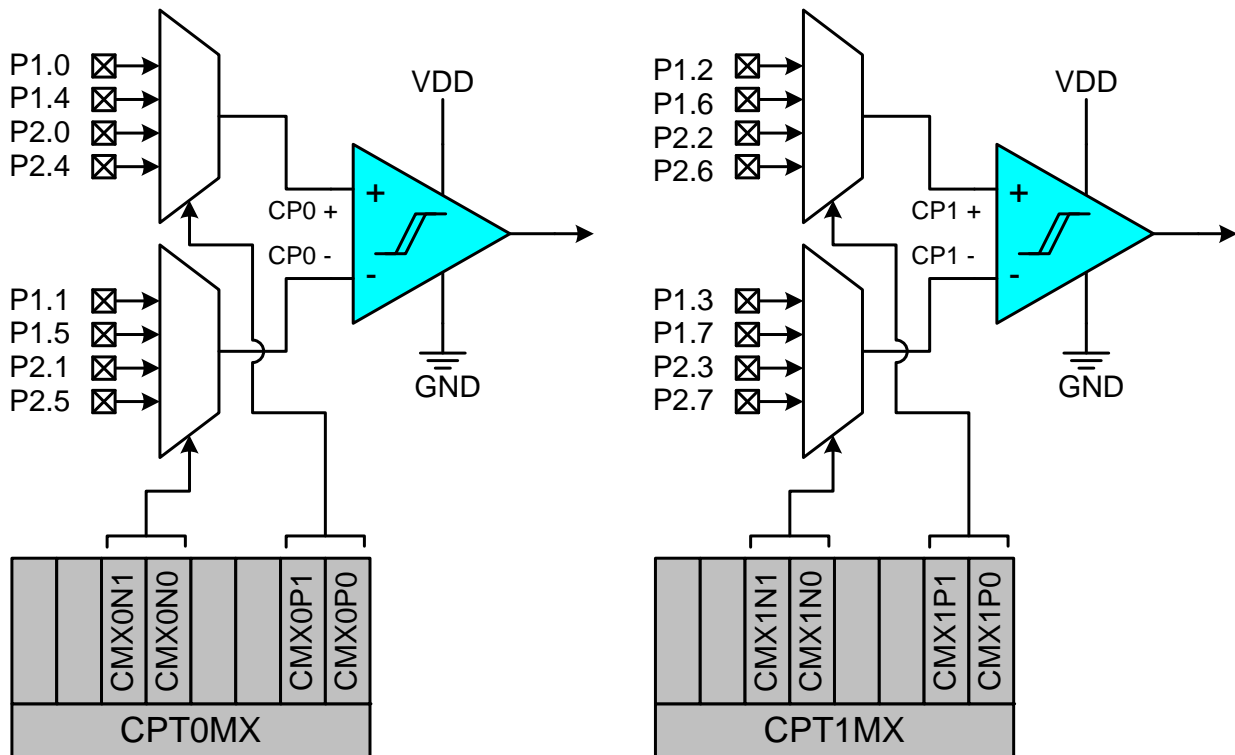 P1.0
P1.4
P2.0
P2.4
VDD
+
CP0 +
CP0 -
-
P1.1
P1.5
P2.1
P2.5
GND
CMX0N1
CMX0N0
CMX0P1
CMX0P0
CPT0MX
P1.2
P1.6
P2.2
P2.6
VDD
+
CP1 +
CP1 -
-
P1.3
P1.7
P2.3
P2.7
GND
CMX1N1
CMX1N0
CMX1P1
CMX1P0
CPT1MX